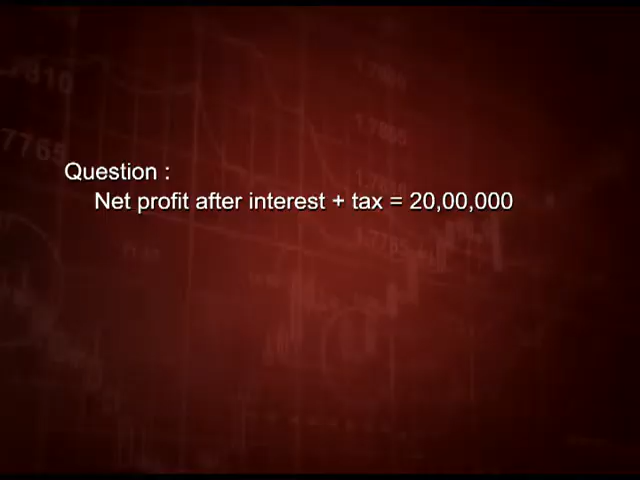 Question :
Net profit after interest + tax = 20,00,000